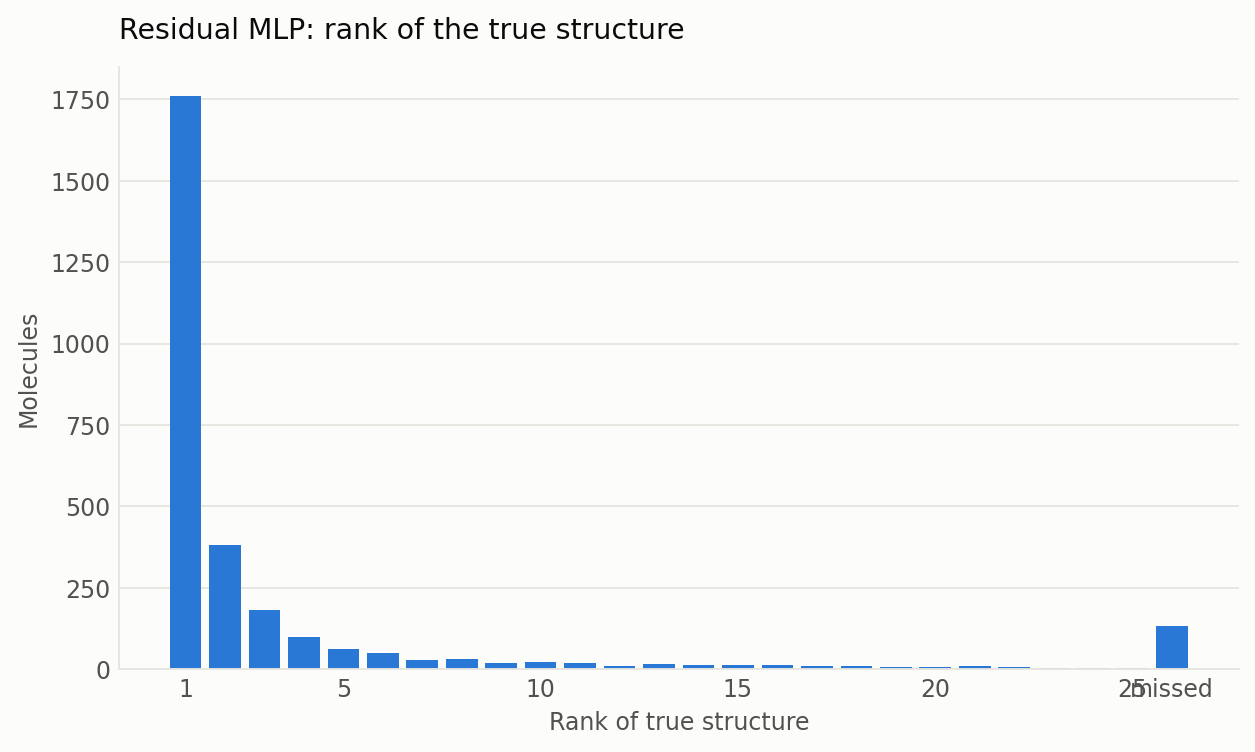 Residual MLP: rank of the true structure
1750
1500
1250
1000
750
500
250
0
Molecules
1 5 10 15 20 25 missed
Rank of true structure